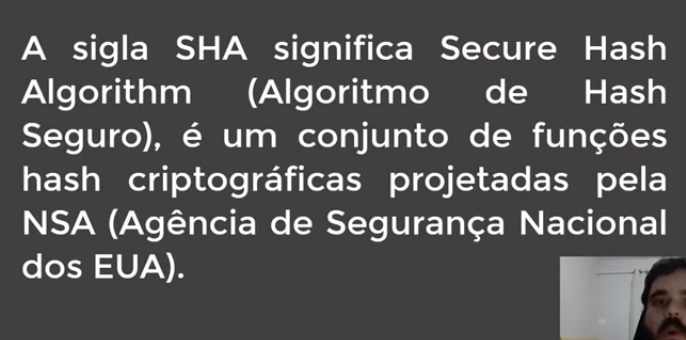 A sigla SHA significa Secure Hash
Algorithm (Algoritmo de Hash
Seguro), é um conjunto de funções
hash criptográficas projetadas pela
NSA (Agência de Segurança Nacional
dos EUA).